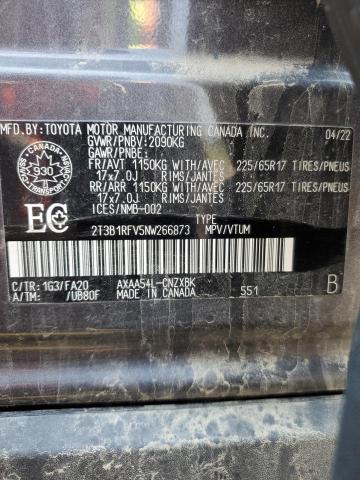 MFD.BY:TOYOTA MOTOR MANUFACTURING CANADA INC. 04/22
GVWR/PNBV:2090KG
GAWR/PNBE:
FR/AVT 1150KG WITH/AVEC 225/65R17 TIRES/PNEUS
17x7.0J RIMS/JANTES
RR/ARR 1150KG WITH/AVEC 225/65R17 TIRES/PNEUS
17x7.0J RIMS/JANTES
ICES/NMB-002
TYPE
2T3B1RFV5NW266873 MPV/VTUM
CANADA
930
EC
C/TR:1G3/FA20 AXAA54L-CNZXBK
A/TM: /UB80F 551 B